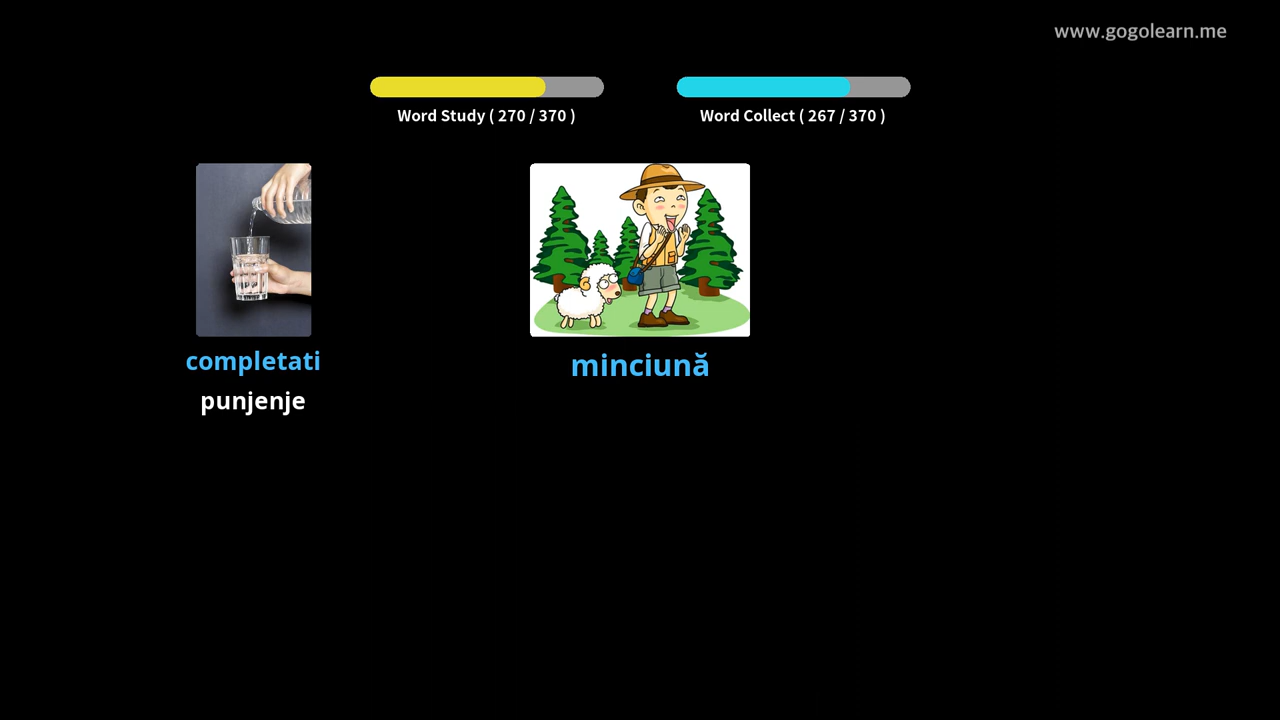 www.gogolearn.me
Word Study ( 270 / 370 )
Word Collect ( 267 / 370 )
completati
punjenje
minciună